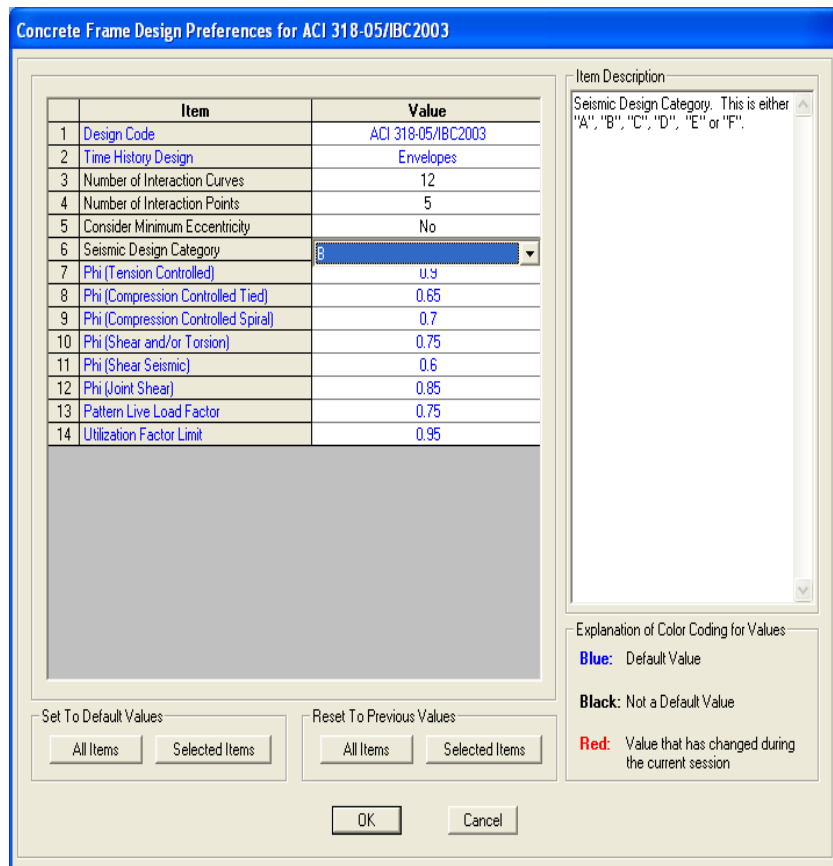 Concrete Frame Design Preferences for ACI 318-05/IBC2003
Item Value
1 Design Code ACI 318-05/IBC2003
2 Time History Design Envelopes
3 Number of Interaction Curves 12
4 Number of Interaction Points 5
5 Consider Minimum Eccentricity No
6 Seismic Design Category B
7 Phi (Tension Controlled) 0.9
8 Phi (Compression Controlled Tied) 0.65
9 Phi (Compression Controlled Spiral) 0.7
10 Phi (Shear and/or Torsion) 0.75
11 Phi (Shear Seismic) 0.6
12 Phi (Joint Shear) 0.85
13 Pattern Live Load Factor 0.75
14 Utilization Factor Limit 0.95
Item Description
Seismic Design Category. This is either
"A", "B", "C", "D", "E" or "F".
Explanation of Color Coding for Values
Blue: Default Value
Black: Not a Default Value
Red: Value that has changed during
the current session
Set To Default Values
All Items Selected Items
Reset To Previous Values
All Items Selected Items
OK Cancel